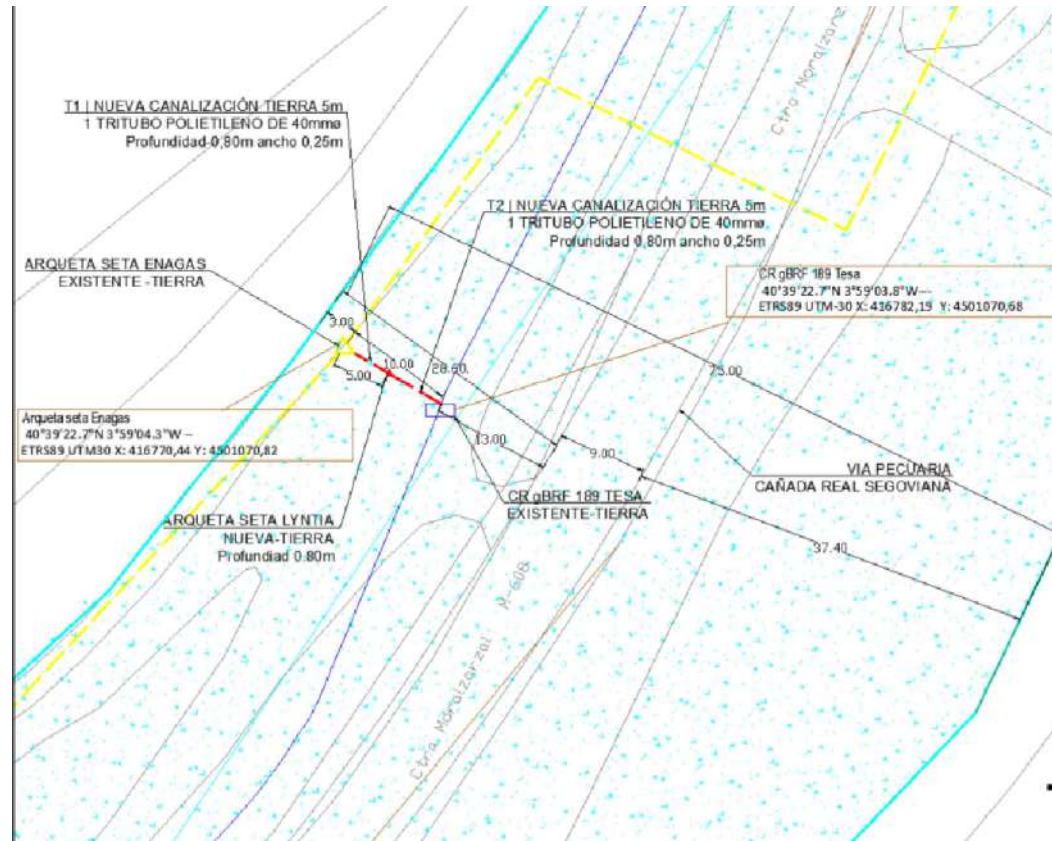 T1 | NUEVA CANALIZACIÓN TIERRA 5m
1 TRITUBO POLIETILENO DE 40mmø
Profundidad 0,80m ancho 0,25m
Ctra Moralzarzal
T2 | NUEVA CANALIZACIÓN TIERRA 5m
1 TRITUBO POLIETILENO DE 40mmø
Profundidad 0,80m ancho 0,25m
ARQUETA SETA ENAGAS
EXISTENTE -TIERRA
CR gBRF 189 Tesa
40°39'22.7"N 3°59'03.8"W---
ETRS89 UTM-30 X: 416782,19 Y: 4501070,68
3.00
10.00
28.60
5.00
75.00
Arqueta seta Enagas
40°39'22.7"N 3°59'04.3"W --
ETRS89 UTM30 X: 416770,44 Y: 4501070,82
13.00
9.00
VIA PECUARIA
CAÑADA REAL SEGOVIANA
CR gBRF 189 TESA
EXISTENTE-TIERRA
ARQUETA SETA LYNTIA
NUEVA-TIERRA
Profundiad 0.80m
37.40
M-608
Ctra Moralzarzal